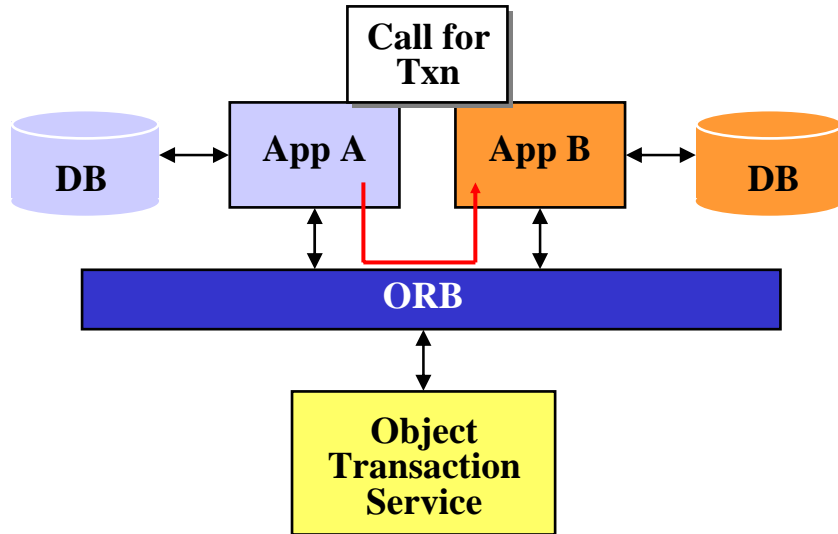 Call for
Txn
DB
App A
App B
DB
ORB
Object
Transaction
Service